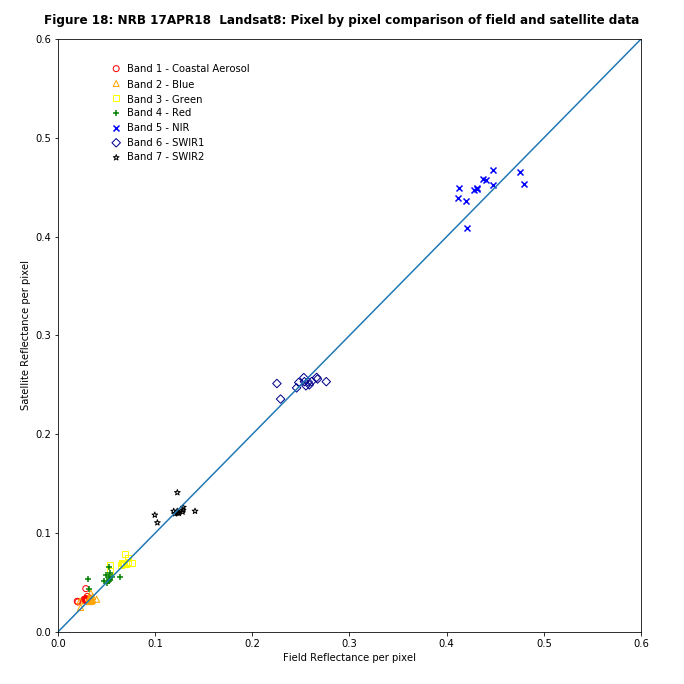 Figure 18: NRB 17APR18  Landsat8: Pixel by pixel comparison of field and satellite data
Band 1 - Coastal Aerosol
Band 2 - Blue
Band 3 - Green
Band 4 - Red
Band 5 - NIR
Band 6 - SWIR1
Band 7 - SWIR2
Satellite Reflectance per pixel
0.6
0.5
0.4
0.3
0.2
0.1
0.0
0.0 0.1 0.2 0.3 0.4 0.5 0.6
Field Reflectance per pixel